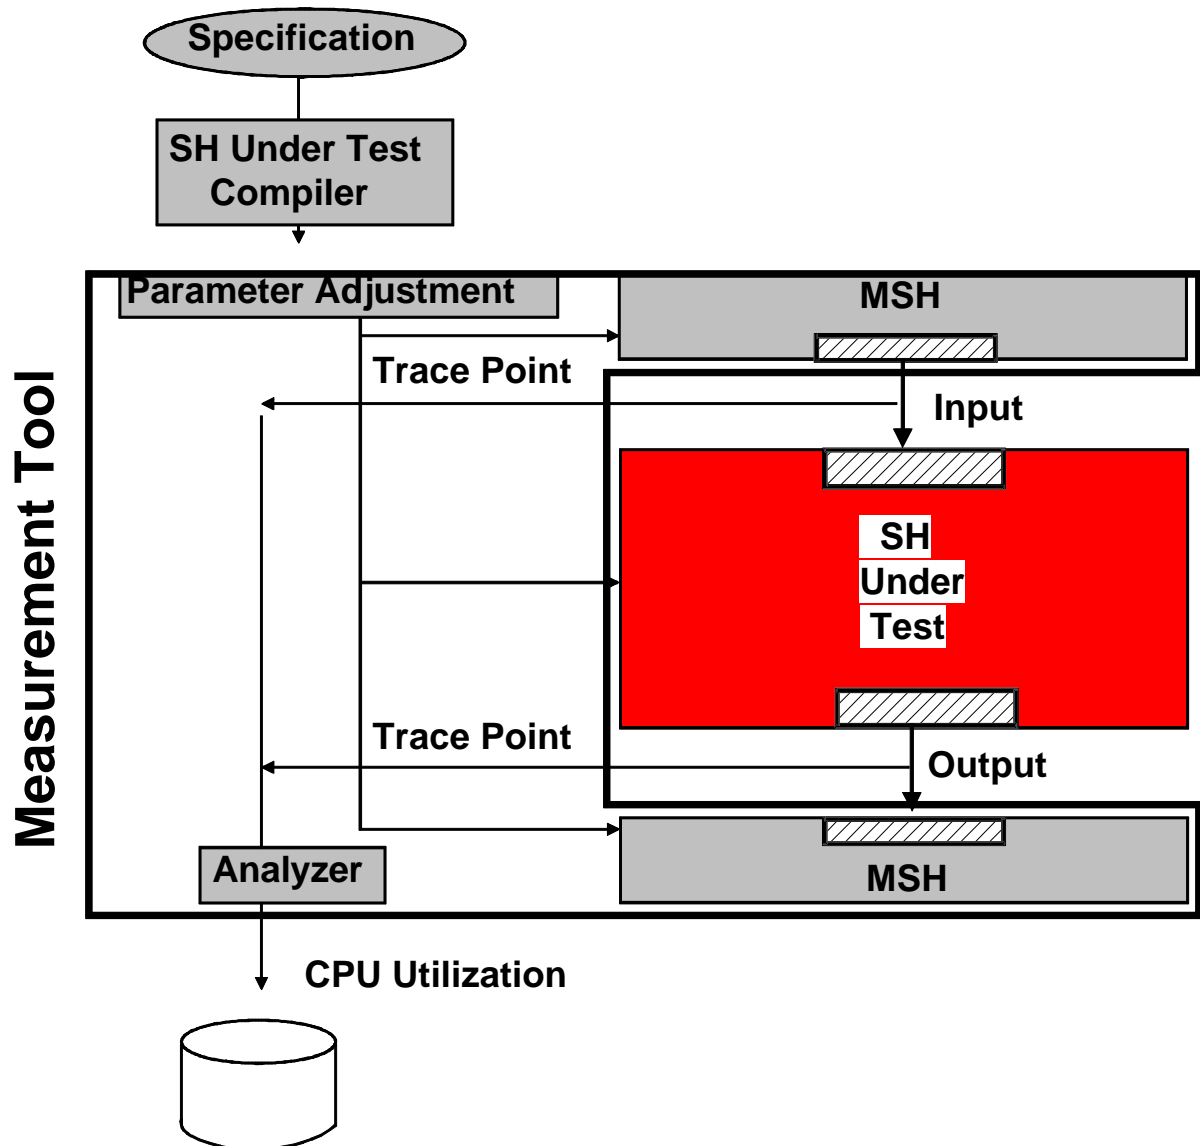 Specification
SH Under Test
Compiler
Measurement Tool
Parameter Adjustment
MSH
Trace Point
Input
SH
Under
Test
Trace Point
Output
Analyzer
MSH
CPU Utilization